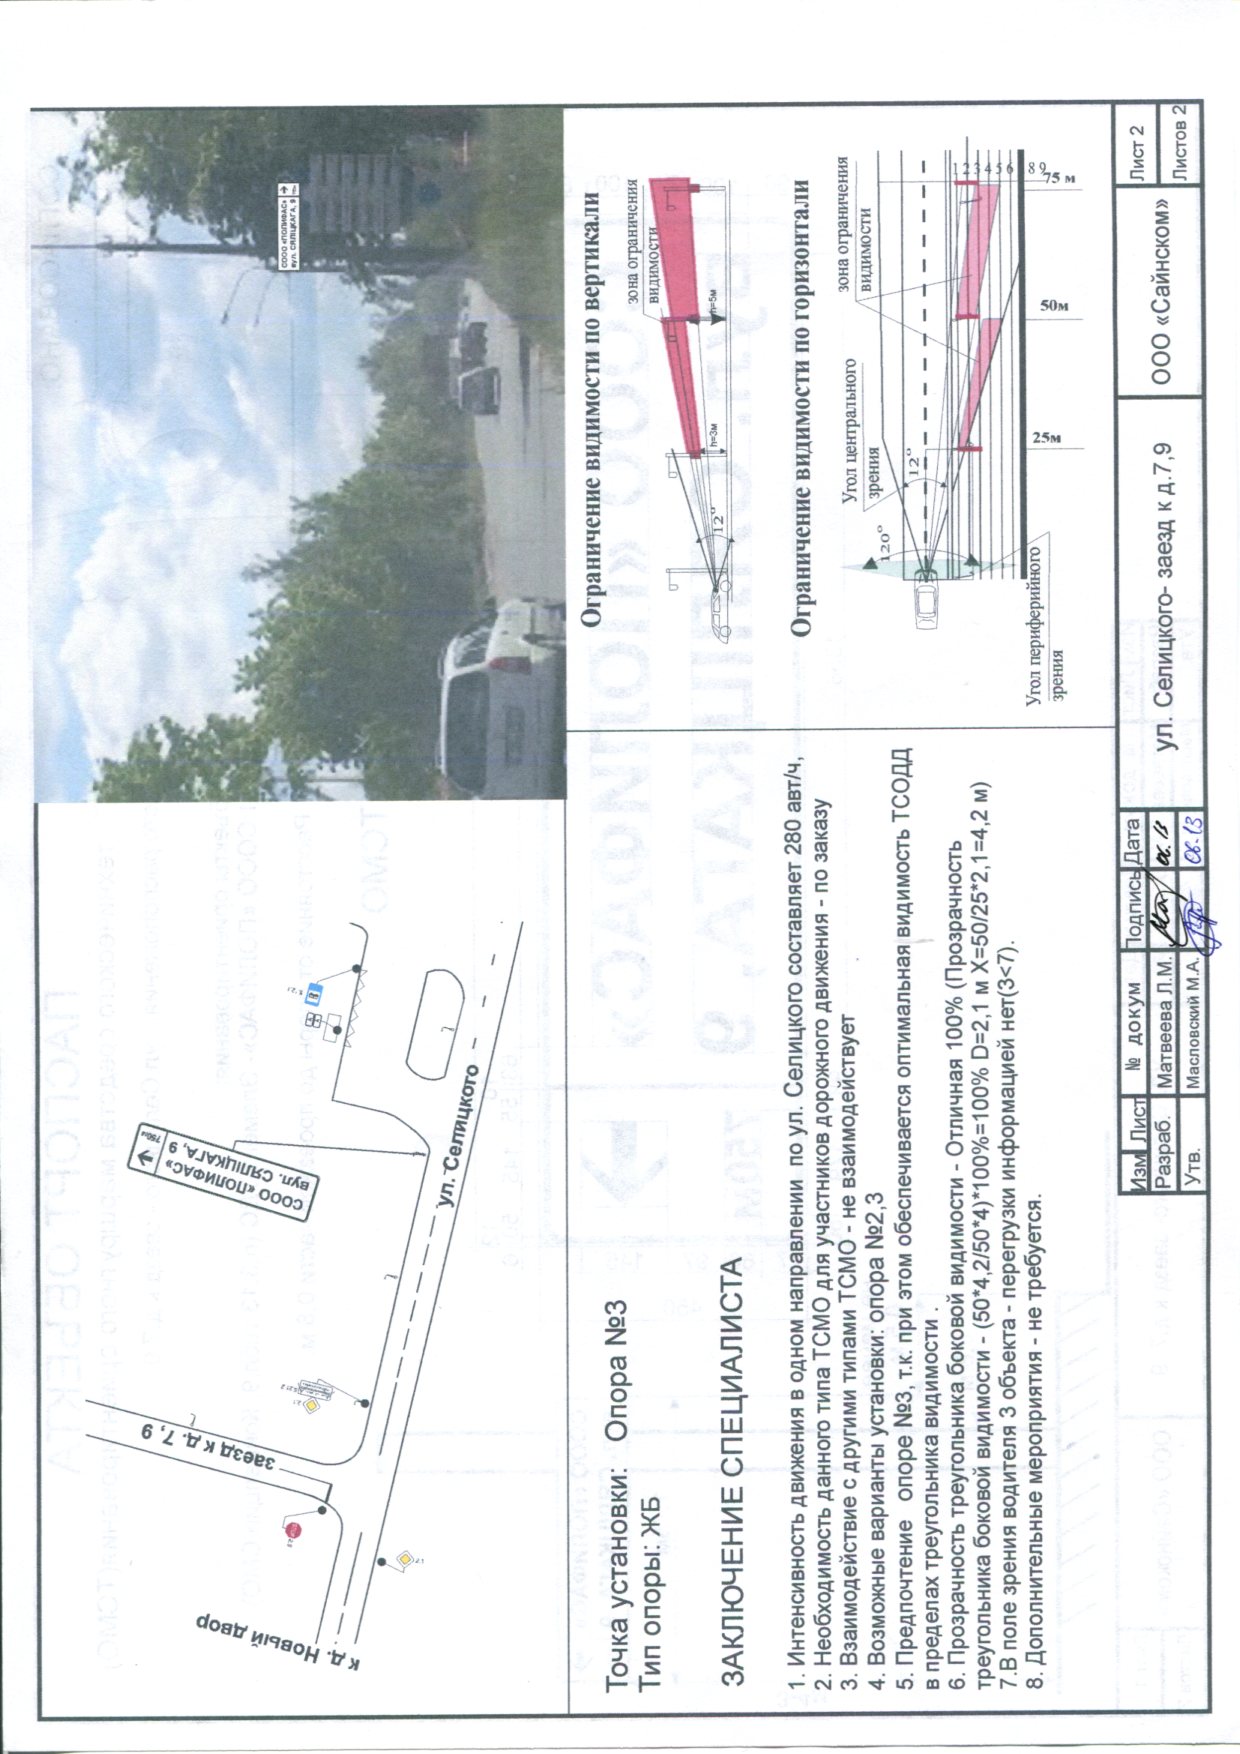 СООО «ПОЛИФАС»
вул. СЯЛІЦКАГА, 9
750м
СООО «ПОЛИФАС»
вул. СЯЛІЦКАГА, 9
ул. Селицкого
заезд к д. 7, 9
к д. Новый двор
Точка установки: Опора №3
Тип опоры: ЖБ
ЗАКЛЮЧЕНИЕ СПЕЦИАЛИСТА
1. Интенсивность движения в одном направлении по ул. Селицкого составляет 280 авт/ч,
2. Необходимость данного типа ТСМО для участников дорожного движения - по заказу
3. Взаимодействие с другими типами ТСМО - не взаимодействует
4. Возможные варианты установки: опора №2,3
5. Предпочтение опоре №3, т.к. при этом обеспечивается оптимальная видимость ТСОДД
в пределах треугольника видимости .
6. Прозрачность треугольника боковой видимости - Отличная 100% (Прозрачность
треугольника боковой видимости - (50*4,2/50*4)*100%=100% D=2,1 м X=50/25*2,1=4,2 м)
7.В поле зрения водителя 3 объекта - перегрузки информацией нет(3<7).
8. Дополнительные мероприятия - не требуется.
Ограничение видимости по вертикали
зона ограничения
видимости
h=3м
h=5м
12°
Ограничение видимости по горизонтали
зона ограничения
видимости
Угол центрального
зрения
120°
12°
1 2 3 4 5 6 8 9
25м
50м
75 м
Угол периферийного
зрения
Изм Лист № докум Подпись Дата
Разраб. Матвеева Л.М. 06.13
Утв. Масловский М.А. 06.13
ул. Селицкого- заезд к д.7,9
ООО «Сайнском»
Лист 2
Листов 2